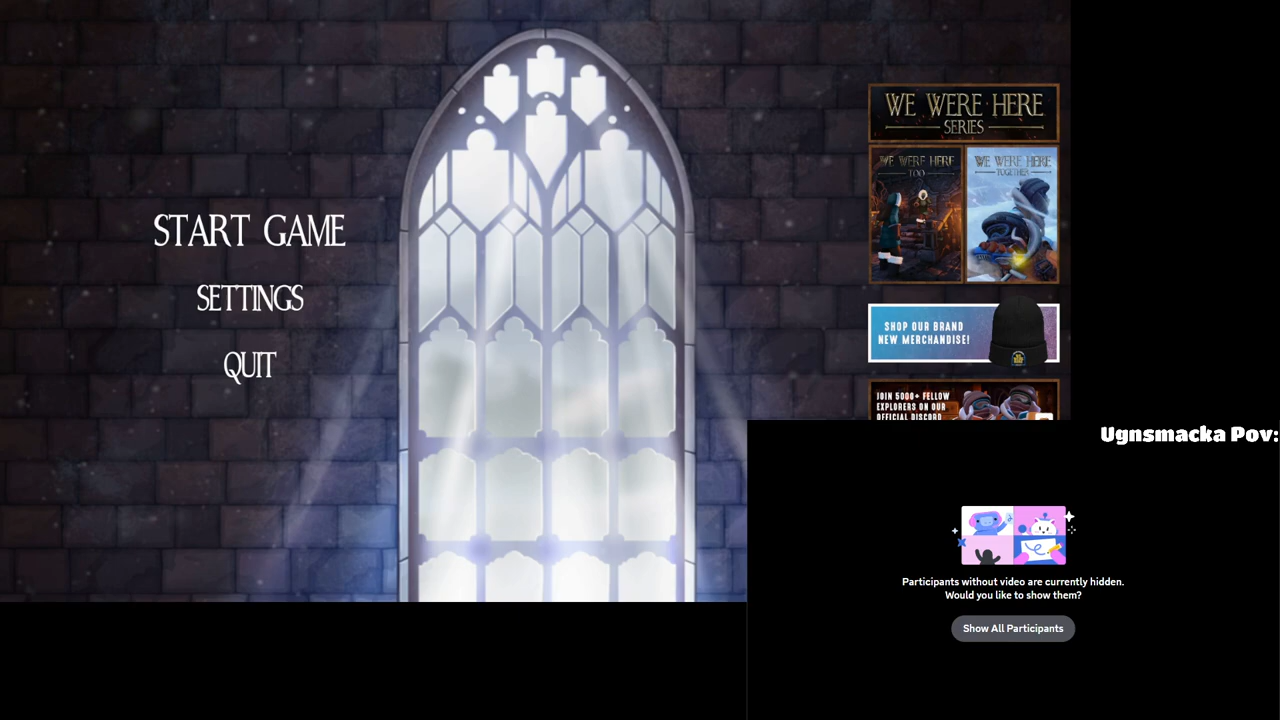 START GAME
SETTINGS
QUIT
WE WERE HERE
SERIES
WE WERE HERE
TOO
WE WERE HERE
TOGETHER
SHOP OUR BRAND
NEW MERCHANDISE!
JOIN 5000+ FELLOW
EXPLORERS ON OUR
OFFICIAL DISCORD
Ugnsmacka Pov:
Participants without video are currently hidden.
Would you like to show them?
Show All Participants